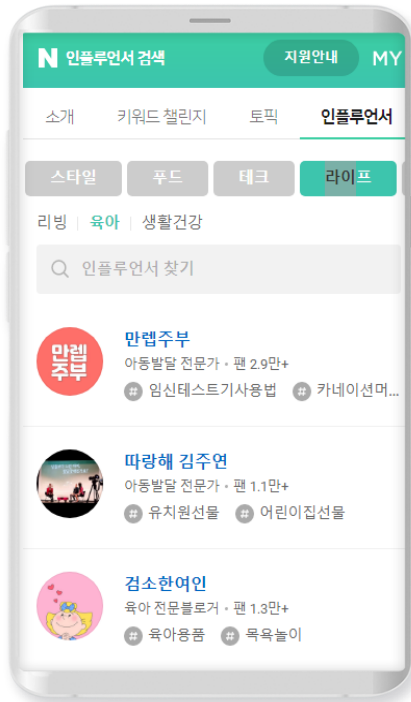 N 인플루언서 검색 지원안내 MY
소개 키워드 챌린지 토픽 인플루언서
스타일 푸드 테크 라이프
리빙 육아 생활건강
인플루언서 찾기
만렙
주부
만렙주부
아동발달 전문가 · 팬 2.9만+
# 임신테스트기사용법 # 카네이션머...
따랑해 김주연
아동발달 전문가 · 팬 1.1만+
# 유치원선물 # 어린이집선물
검소한여인
육아 전문블로거 · 팬 1.3만+
# 육아용품 # 목욕놀이